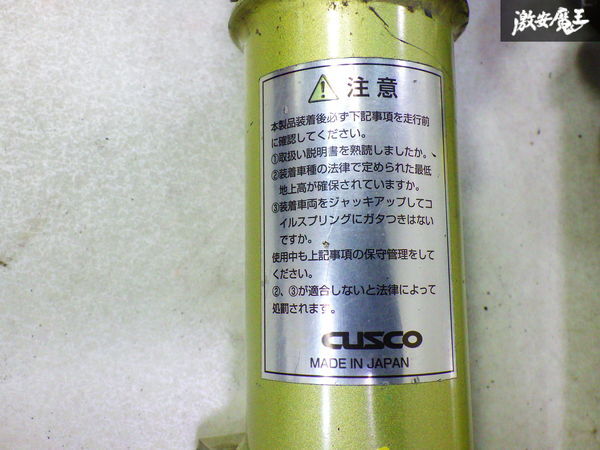 激安魔王
注意
本製品装着後必ず下記事項を走行前
に確認してください。
①取扱い説明書を熟読しましたか。
②装着車種の法律で定められた最低
地上高が確保されていますか。
③装着車両をジャッキアップしてコ
イルスプリングにガタつきはない
ですか。
使用中も上記事項の保守管理をして
ください。
②、③が適合しないと法律によって
処罰されます。
CUSCO
MADE IN JAPAN